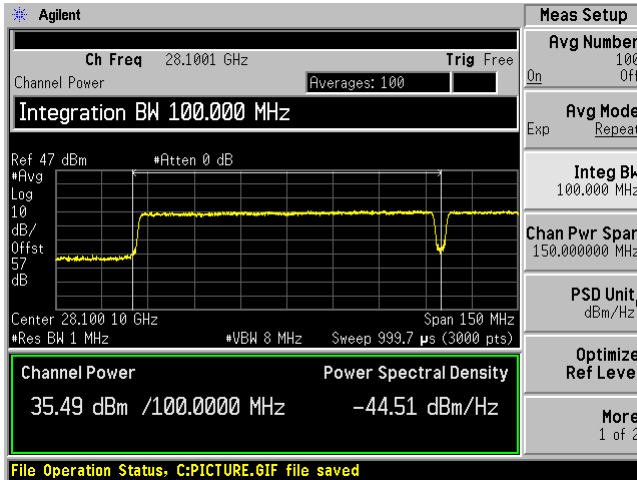 Agilent
Meas Setup
Ch Freq 28.1001 GHz Trig Free
Channel Power Averages: 100
Integration BW 100.000 MHz
Ref 47 dBm #Atten 0 dB
#Avg
Log
10
dB/
Offst
57
dB
Center 28.100 10 GHz Span 150 MHz
#Res BW 1 MHz #VBW 8 MHz Sweep 999.7 µs (3000 pts)
Channel Power Power Spectral Density
35.49 dBm /100.0000 MHz -44.51 dBm/Hz
File Operation Status, C:PICTURE.GIF file saved
Avg Number
100
On Off
Avg Mode
Exp Repeat
Integ BW
100.000 MHz
Chan Pwr Span
150.000000 MHz
PSD Unit
dBm/Hz
Optimize
Ref Level
More
1 of 2